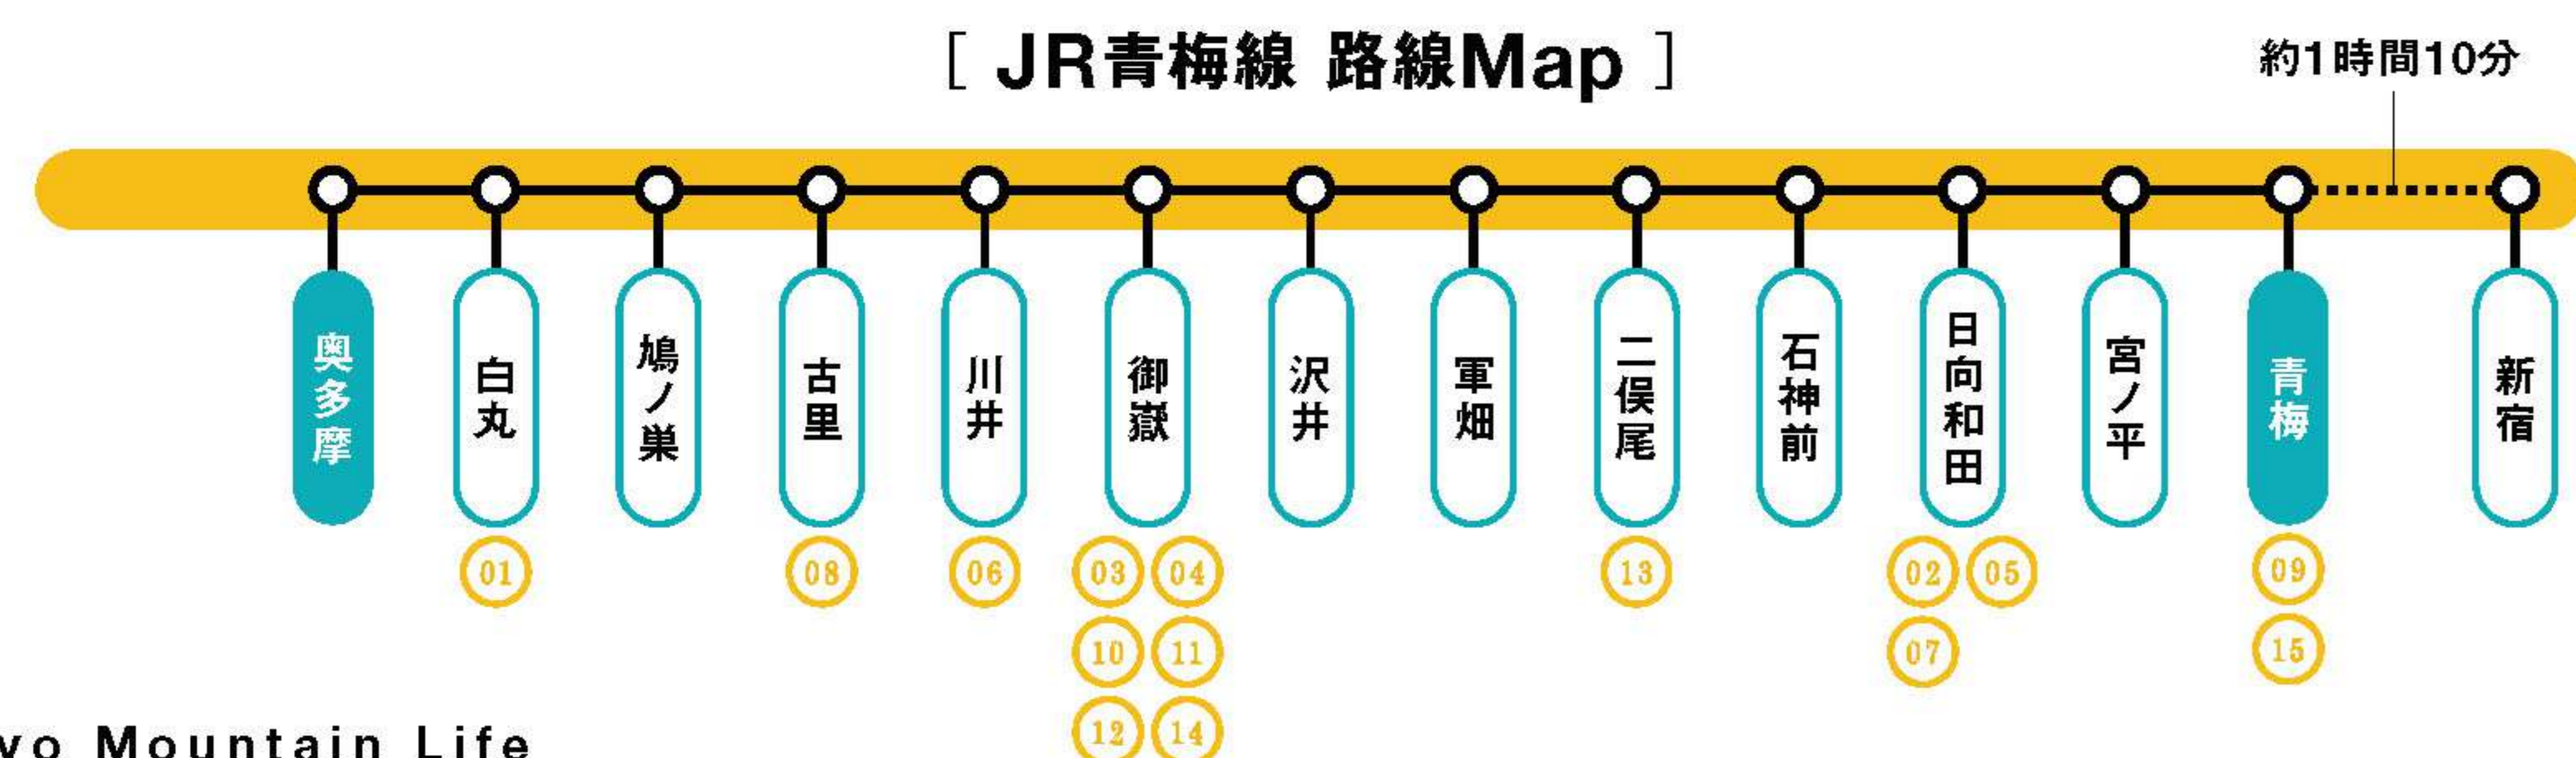 [ JR青梅線 路線Map ]
約1時間10分
奥多摩
白丸
鳩ノ巣
古里
川井
御嶽
沢井
軍畑
二俣尾
石神前
日向和田
宮ノ平
青梅
新宿
01
08
06
03 04
13
02 05
09
10 11
07
15
12 14
yo Mountain Life